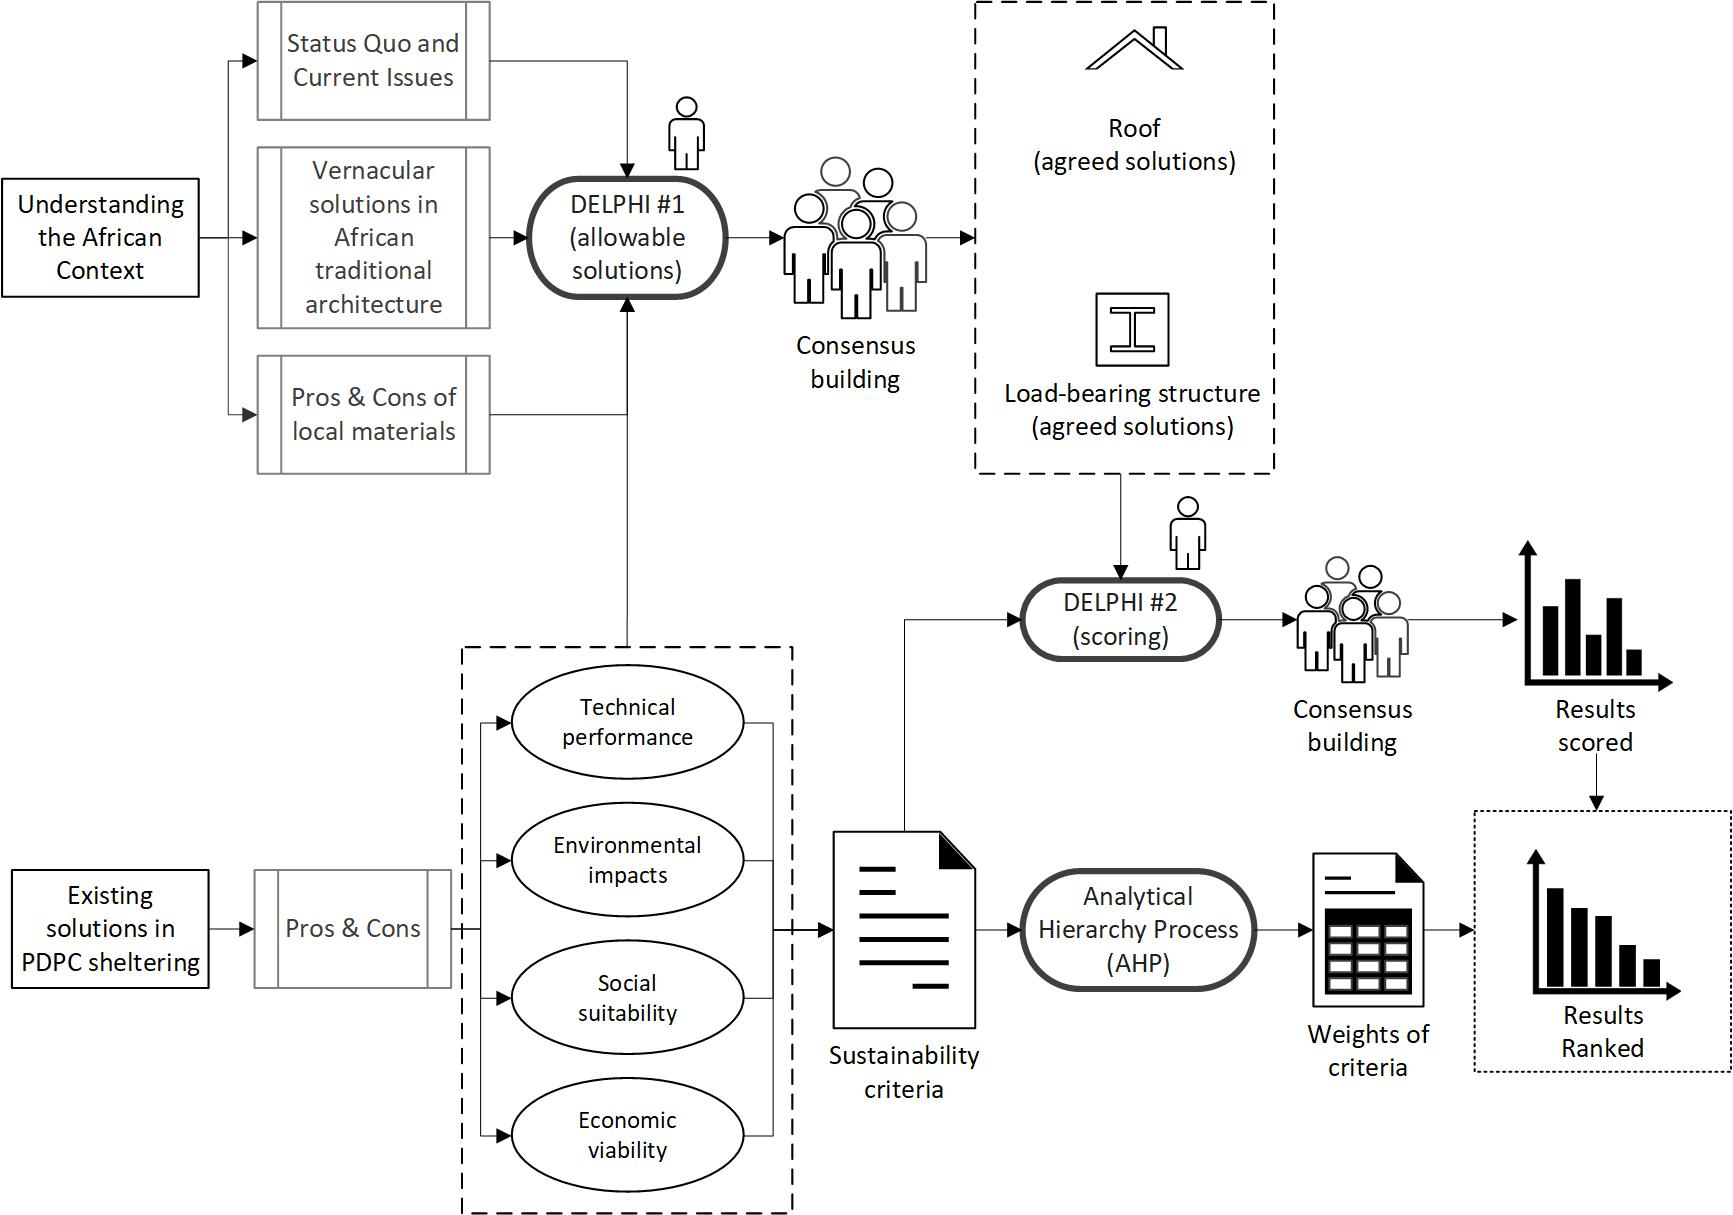 Status Quo and
Current Issues
Understanding
the African
Context
Vernacular
solutions in
African
traditional
architecture
Pros & Cons of
local materials
DELPHI #1
(allowable
solutions)
Consensus
building
Roof
(agreed solutions)
Load-bearing structure
(agreed solutions)
DELPHI #2
(scoring)
Consensus
building
Results
scored
Existing
solutions in
PDPC sheltering
Pros & Cons
Technical
performance
Environmental
impacts
Social
suitability
Economic
viability
Sustainability
criteria
Analytical
Hierarchy Process
(AHP)
Weights of
criteria
Results
Ranked